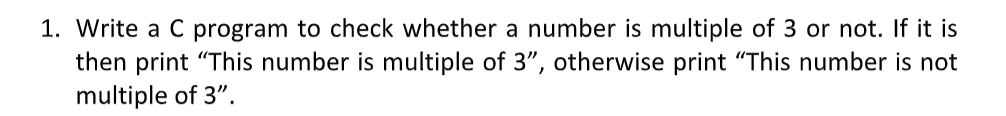 1. Write a C program to check whether a number is multiple of 3 or not. If it is
then print “This number is multiple of 3”, otherwise print “This number is not
multiple of 3”.